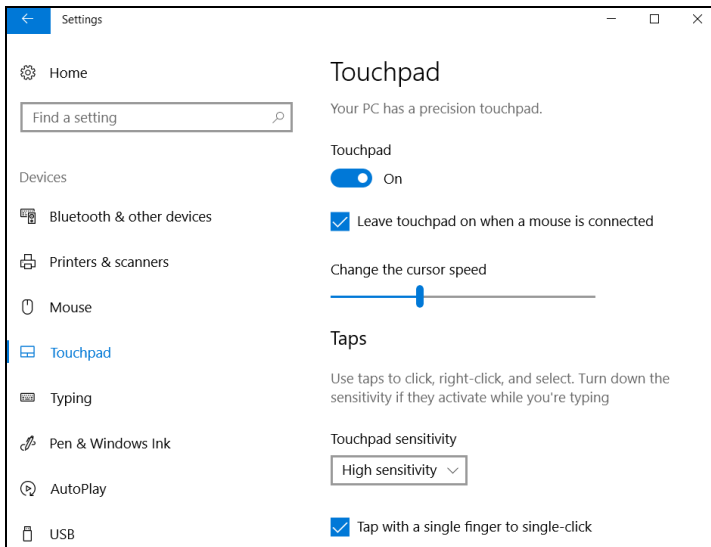 Settings
Home
Find a setting
Devices
Bluetooth & other devices
Printers & scanners
Mouse
Touchpad
Typing
Pen & Windows Ink
AutoPlay
USB
Touchpad
Your PC has a precision touchpad.
Touchpad
On
Leave touchpad on when a mouse is connected
Change the cursor speed
Taps
Use taps to click, right-click, and select. Turn down the
sensitivity if they activate while you're typing
Touchpad sensitivity
High sensitivity
Tap with a single finger to single-click